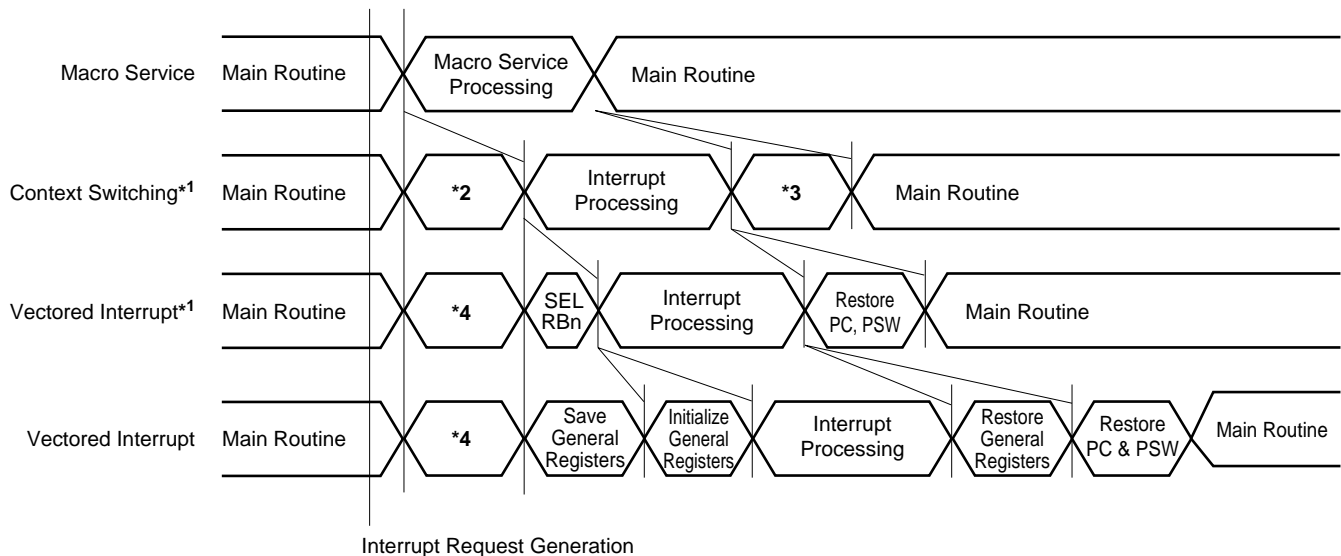 Macro Service
Main Routine
Macro Service
Processing
Main Routine
Context Switching*1
Main Routine
*2
Interrupt
Processing
*3
Main Routine
Vectored Interrupt*1
Main Routine
*4
SEL
RBn
Interrupt
Processing
Restore
PC, PSW
Main Routine
Vectored Interrupt
Main Routine
*4
Save
General
Registers
Initialize
General
Registers
Interrupt
Processing
Restore
General
Registers
Restore
PC & PSW
Main Routine
Interrupt Request Generation